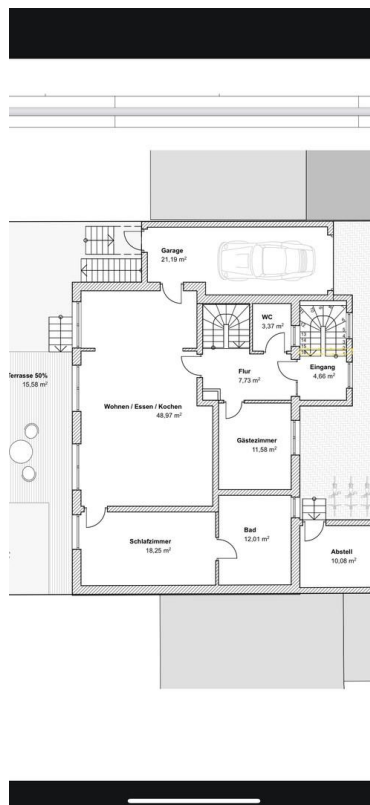 Garage
21,19 m²
WC
3,37 m²
Eingang
4,66 m²
Flur
7,73 m²
Terrasse 50%
15,58 m²
Wohnen / Essen / Kochen
48,97 m²
Gästezimmer
11,58 m²
Bad
12,01 m²
Schlafzimmer
18,25 m²
Abstell
10,08 m²